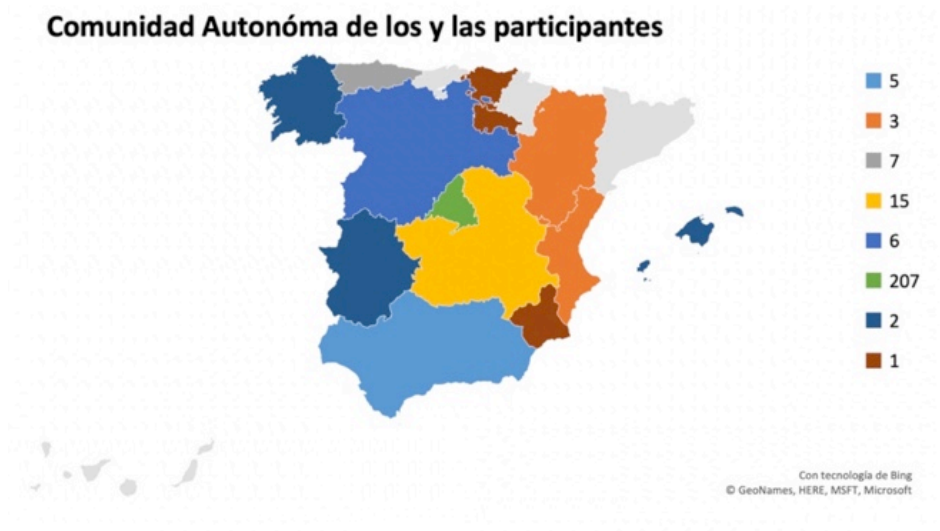 Comunidad Autonóma de los y las participantes
5
3
7
15
6
207
2
1
Con tecnología de Bing
© GeoNames, HERE, MSFT, Microsoft